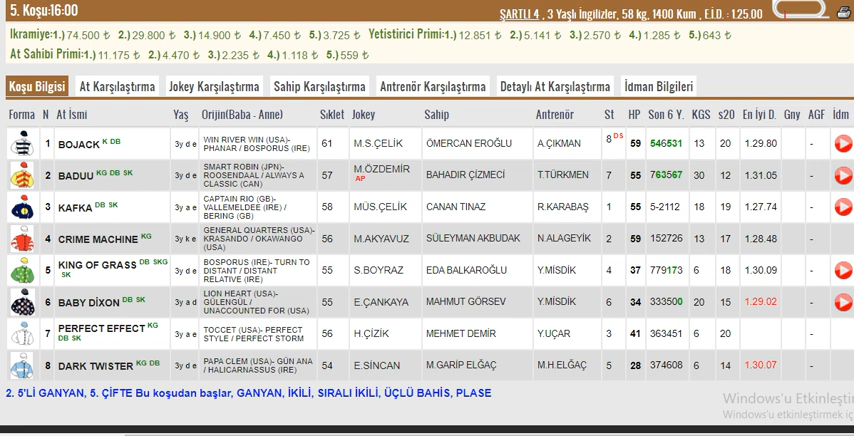 5. Koşu:16:00
ŞARTLI 4 , 3 Yaşlı İngilizler, 58 kg, 1400 Kum , E.İ.D. : 1.25.00
Ikramiye:1.) 74.500 ₺ 2.) 29.800 ₺ 3.) 14.900 ₺ 4.) 7.450 ₺ 5.) 3.725 ₺ Yetistirici Primi:1.) 12.851 ₺ 2.) 5.141 ₺ 3.) 2.570 ₺ 4.) 1.285 ₺ 5.) 643 ₺
At Sahibi Primi:1.) 11.175 ₺ 2.) 4.470 ₺ 3.) 2.235 ₺ 4.) 1.118 ₺ 5.) 559 ₺
Koşu Bilgisi At Karşılaştırma Jokey Karşılaştırma Sahip Karşılaştırma Antrenör Karşılaştırma Detaylı At Karşılaştırma İdman Bilgileri
Forma N At İsmi Yaş Orijin(Baba - Anne) Sıklet Jokey Sahip Antrenör St HP Son 6 Y. KGS s20 En İyi D. Gny AGF İdm
1 BOJACK K DB 3y d e WIN RIVER WIN (USA)- PHANAR / BOSPORUS (IRE) 61 M.S.ÇELİK ÖMERCAN EROĞLU A.ÇIKMAN 8 DS 59 546531 13 20 1.29.80 -
2 BADUU KG DB SK 3y d e SMART ROBIN (JPN)- ROOSENDAAL / ALWAYS A CLASSIC (CAN) 57 M.ÖZDEMİR AP BAHADIR ÇİZMECİ T.TÜRKMEN 7 55 763567 30 12 1.31.05 -
3 KAFKA DB SK 3y a e CAPTAIN RIO (GB)- VALLEMELDEE (IRE) / BERING (GB) 58 MÜS.ÇELİK CANAN TINAZ R.KARABAŞ 1 55 5-2112 18 19 1.27.74 -
4 CRIME MACHINE KG 3y k e GENERAL QUARTERS (USA)- KRASANDO / OKAWANGO (USA) 56 M.AKYAVUZ SÜLEYMAN AKBUDAK N.ALAGEYİK 2 59 152726 13 17 1.28.48 -
5 KING OF GRASS DB SKG SK 3y a e BOSPORUS (IRE)- TURN TO DISTANT / DISTANT RELATIVE (IRE) 55 S.BOYRAZ EDA BALKAROĞLU Y.MISDİK 4 37 779173 6 18 1.30.09 -
6 BABY DİXON DB SK 3y a d LION HEART (USA)- GÜLENGÜL / UNACCOUNTED FOR (USA) 55 E.ÇANKAYA MAHMUT GÖRSEV Y.MISDİK 6 34 333500 20 15 1.29.02 -
7 PERFECT EFFECT KG DB SK 3y a e TOCCET (USA)- PERFECT STYLE / PERFECT STORM 56 H.ÇİZİK MEHMET DEMİR Y.UÇAR 3 41 363451 6 20 -
8 DARK TWISTER KG DB 3y a e PAPA CLEM (USA)- GÜN ANA / HALICARNASSUS (IRE) 54 E.SİNCAN M.GARİP ELĞAÇ M.H.ELĞAÇ 5 28 374608 6 14 1.30.07 -
2. 5'Lİ GANYAN, 5. ÇİFTE Bu koşudan başlar, GANYAN, İKİLİ, SIRALI İKİLİ, ÜÇLÜ BAHİS, PLASE
Windows'u Etkinleştir
Windows'u etkinleştirmek iç